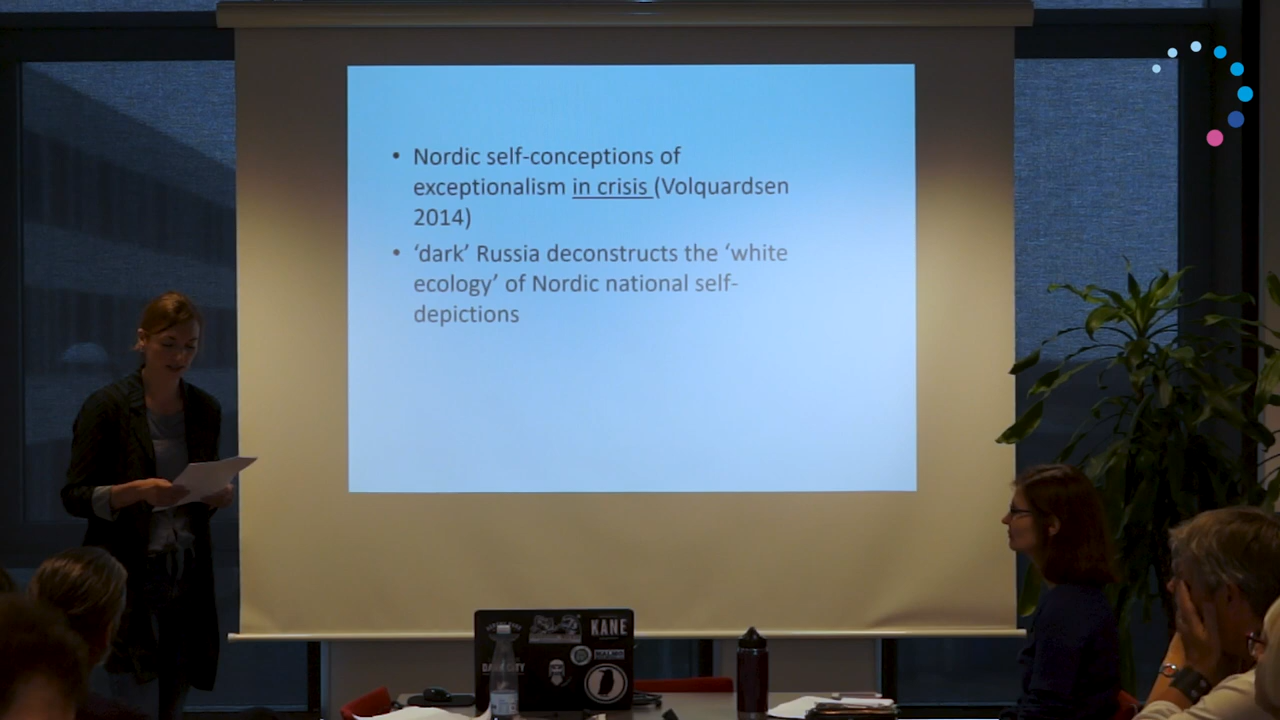 • Nordic self-conceptions of
exceptionalism in crisis (Volquardsen
2014)
• ‘dark’ Russia deconstructs the ‘white
ecology’ of Nordic national self-
depictions
KANE